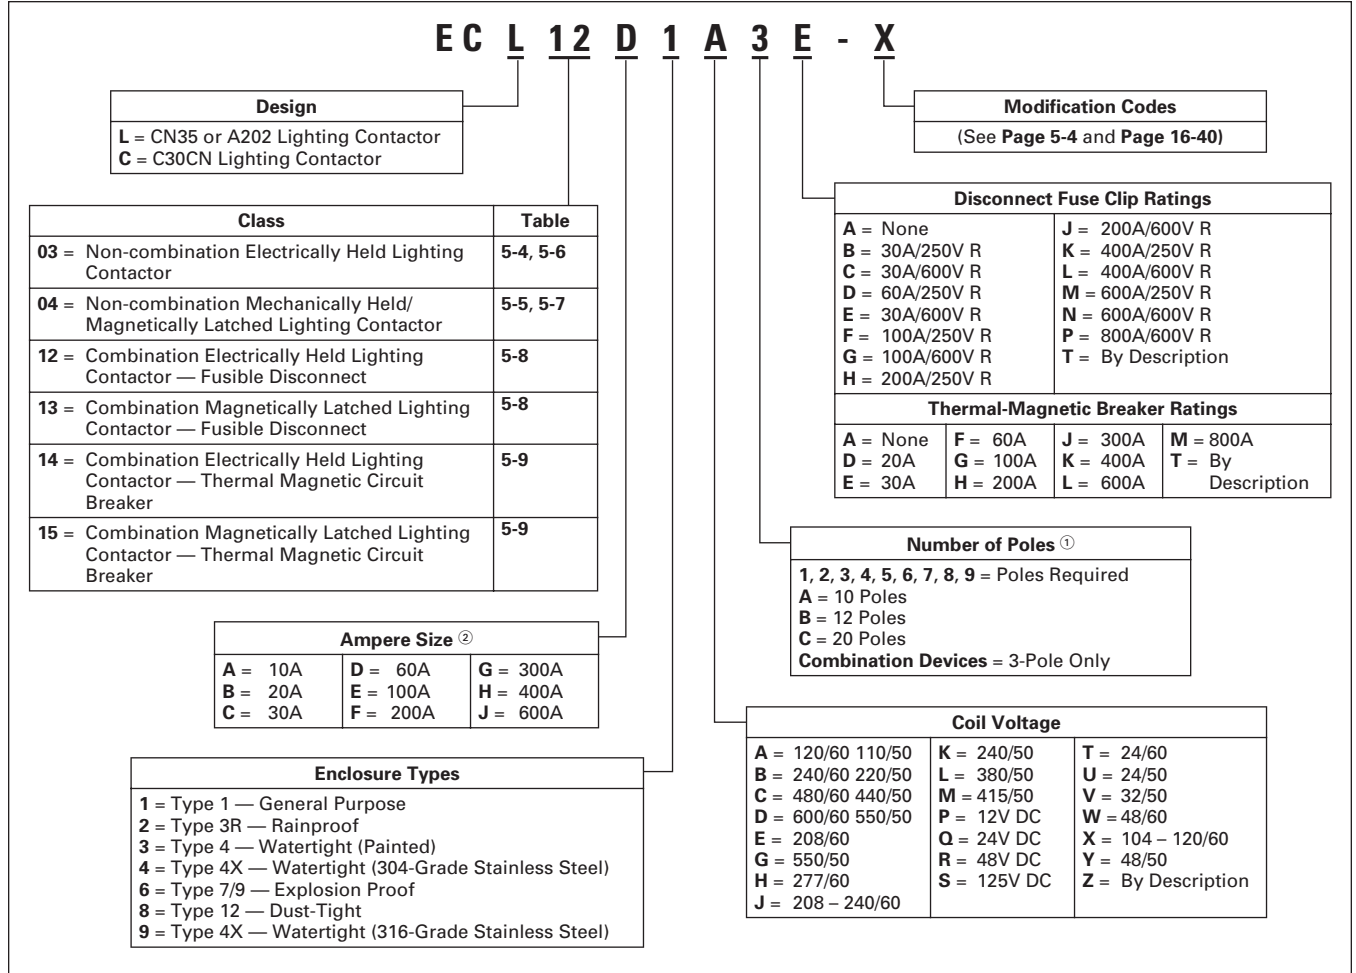 E C L 12 D 1 A 3 E - X
Design
L = CN35 or A202 Lighting Contactor
C = C30CN Lighting Contactor
Modification Codes
(See Page 5-4 and Page 16-40)
Class Table
03 = Non-combination Electrically Held Lighting 5-4, 5-6
Contactor
04 = Non-combination Mechanically Held/ 5-5, 5-7
Magnetically Latched Lighting Contactor
12 = Combination Electrically Held Lighting 5-8
Contactor — Fusible Disconnect
13 = Combination Magnetically Latched Lighting 5-8
Contactor — Fusible Disconnect
14 = Combination Electrically Held Lighting 5-9
Contactor — Thermal Magnetic Circuit
Breaker
15 = Combination Magnetically Latched Lighting 5-9
Contactor — Thermal Magnetic Circuit
Breaker
Disconnect Fuse Clip Ratings
A = None J = 200A/600V R
B = 30A/250V R K = 400A/250V R
C = 30A/600V R L = 400A/600V R
D = 60A/250V R M = 600A/250V R
E = 30A/600V R N = 600A/600V R
F = 100A/250V R P = 800A/600V R
G = 100A/600V R T = By Description
H = 200A/250V R
Thermal-Magnetic Breaker Ratings
A = None F = 60A J = 300A M = 800A
D = 20A G = 100A K = 400A T = By
E = 30A H = 200A L = 600A Description
Number of Poles ①
1, 2, 3, 4, 5, 6, 7, 8, 9 = Poles Required
A = 10 Poles
B = 12 Poles
C = 20 Poles
Combination Devices = 3-Pole Only
Ampere Size ②
A = 10A D = 60A G = 300A
B = 20A E = 100A H = 400A
C = 30A F = 200A J = 600A
Coil Voltage
A = 120/60 110/50 K = 240/50 T = 24/60
B = 240/60 220/50 L = 380/50 U = 24/50
C = 480/60 440/50 M = 415/50 V = 32/50
D = 600/60 550/50 P = 12V DC W = 48/60
E = 208/60 Q = 24V DC X = 104 – 120/60
G = 550/50 R = 48V DC Y = 48/50
H = 277/60 S = 125V DC Z = By Description
J = 208 – 240/60
Enclosure Types
1 = Type 1 — General Purpose
2 = Type 3R — Rainproof
3 = Type 4 — Watertight (Painted)
4 = Type 4X — Watertight (304-Grade Stainless Steel)
6 = Type 7/9 — Explosion Proof
8 = Type 12 — Dust-Tight
9 = Type 4X — Watertight (316-Grade Stainless Steel)